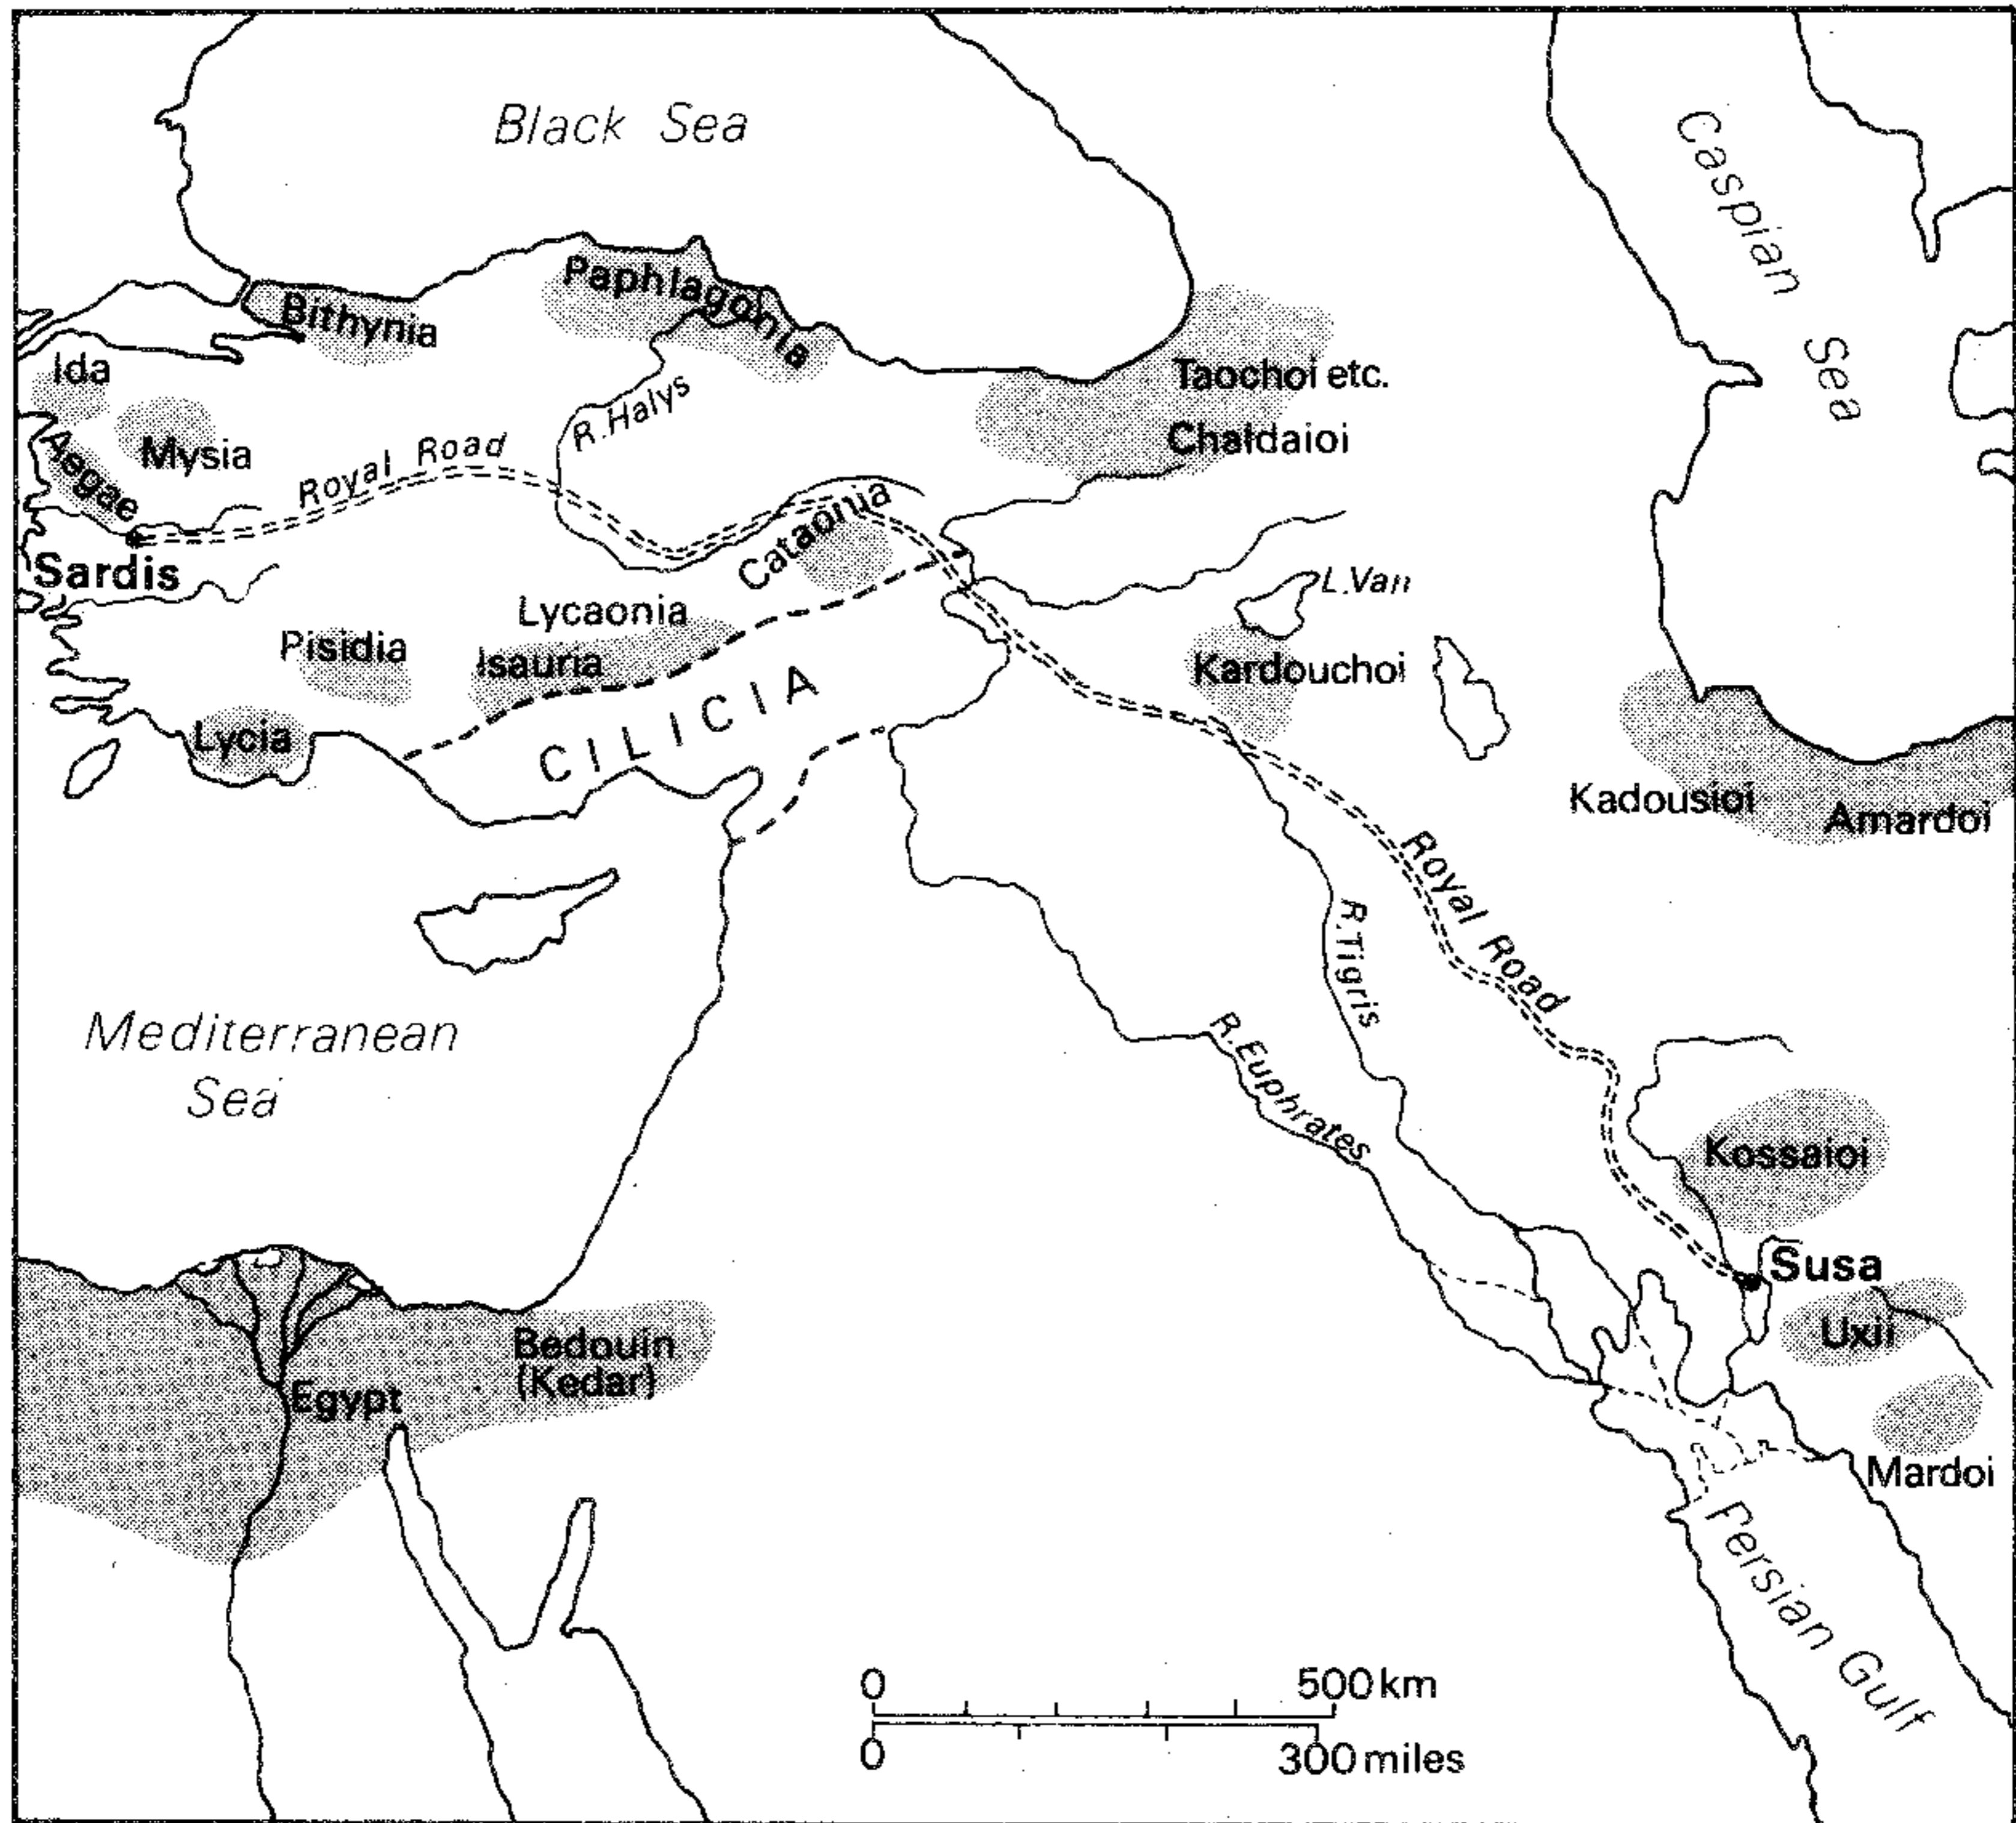 Black Sea
Caspian Sea
Paphlagonia
Bithynia
Ida
Taochoi etc.
R. Halys
Mysia
Chaldaioi
Aegae
Royal Road
Cataonia
Sardis
L. Van
Lycaonia
Pisidia
Isauria
Kardouchoi
CILICIA
Lycia
Kadousioi
Amardoi
Royal Road
R. Tigris
Mediterranean
Sea
R. Euphrates
Kossaioi
Susa
Uxii
Bedouin
(Kedar)
Egypt
Mardoi
Persian Gulf
0 500 km
0 300 miles